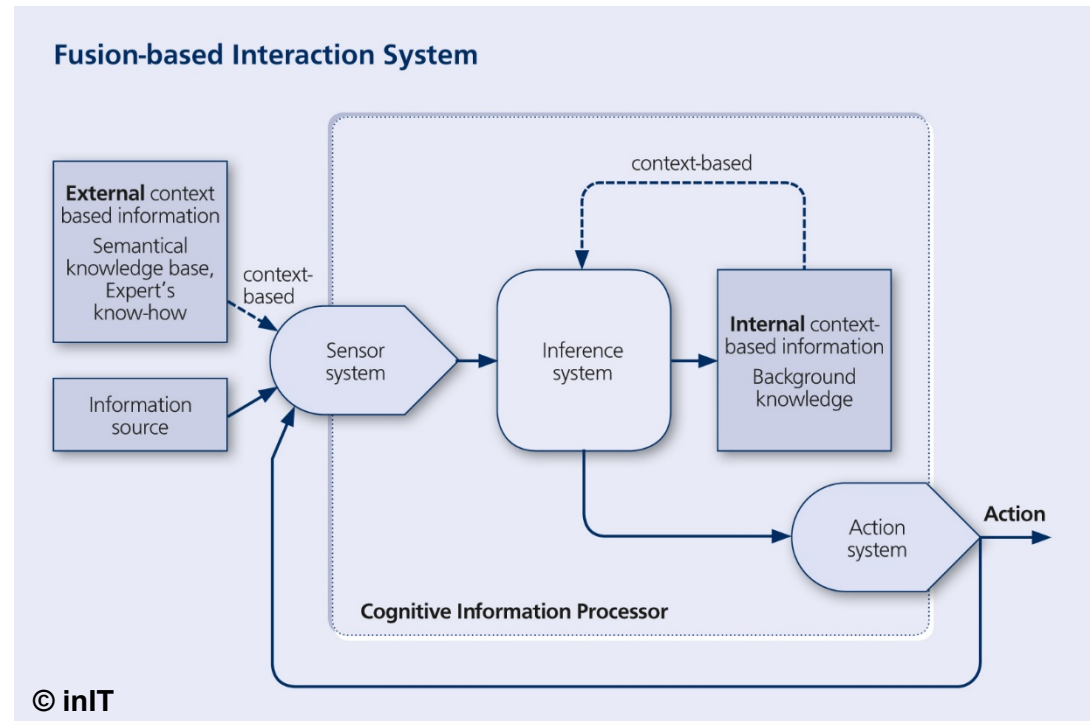 Fusion-based Interaction System
context-based
External context
based information
Semantical
knowledge base,
Expert's
know-how
context-
based
Sensor
system
Inference
system
Internal context-
based information
Background
knowledge
Information
source
Action
system
Action
Cognitive Information Processor
© inIT